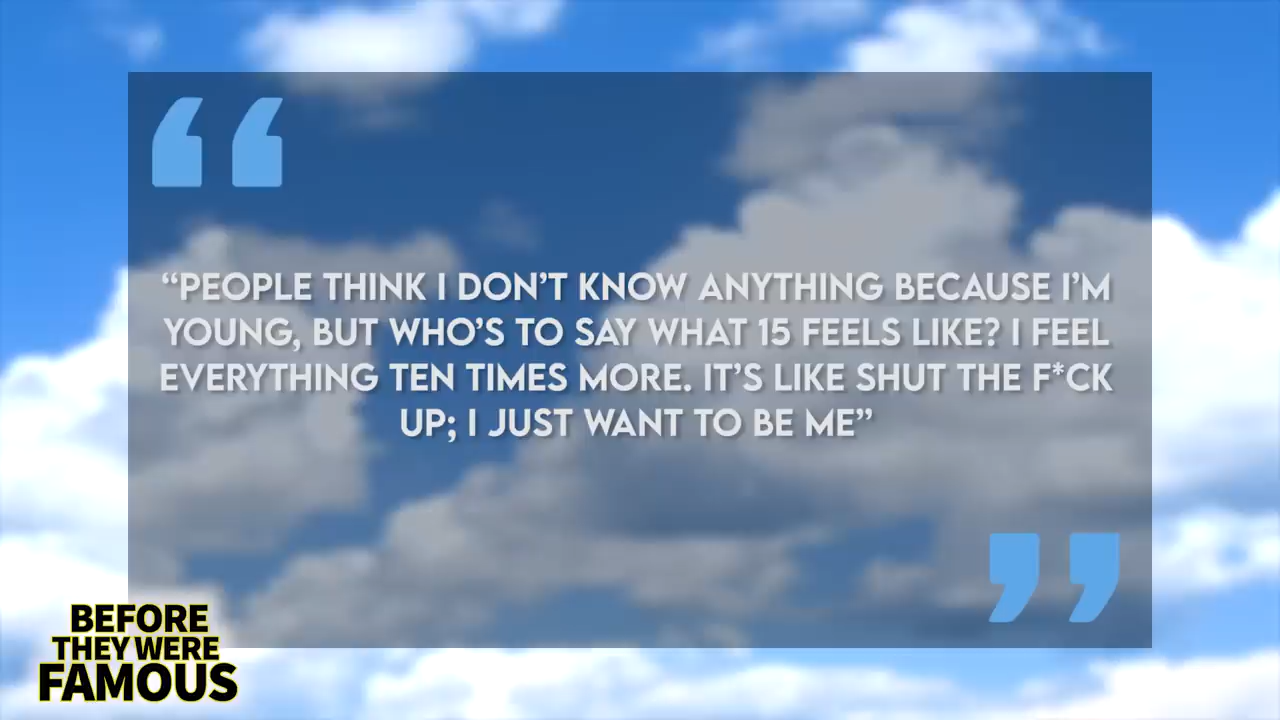 “PEOPLE THINK I DON’T KNOW ANYTHING BECAUSE I’M
YOUNG, BUT WHO’S TO SAY WHAT 15 FEELS LIKE? I FEEL
EVERYTHING TEN TIMES MORE. IT’S LIKE SHUT THE F*CK
UP; I JUST WANT TO BE ME”
BEFORE
THEY WERE
FAMOUS